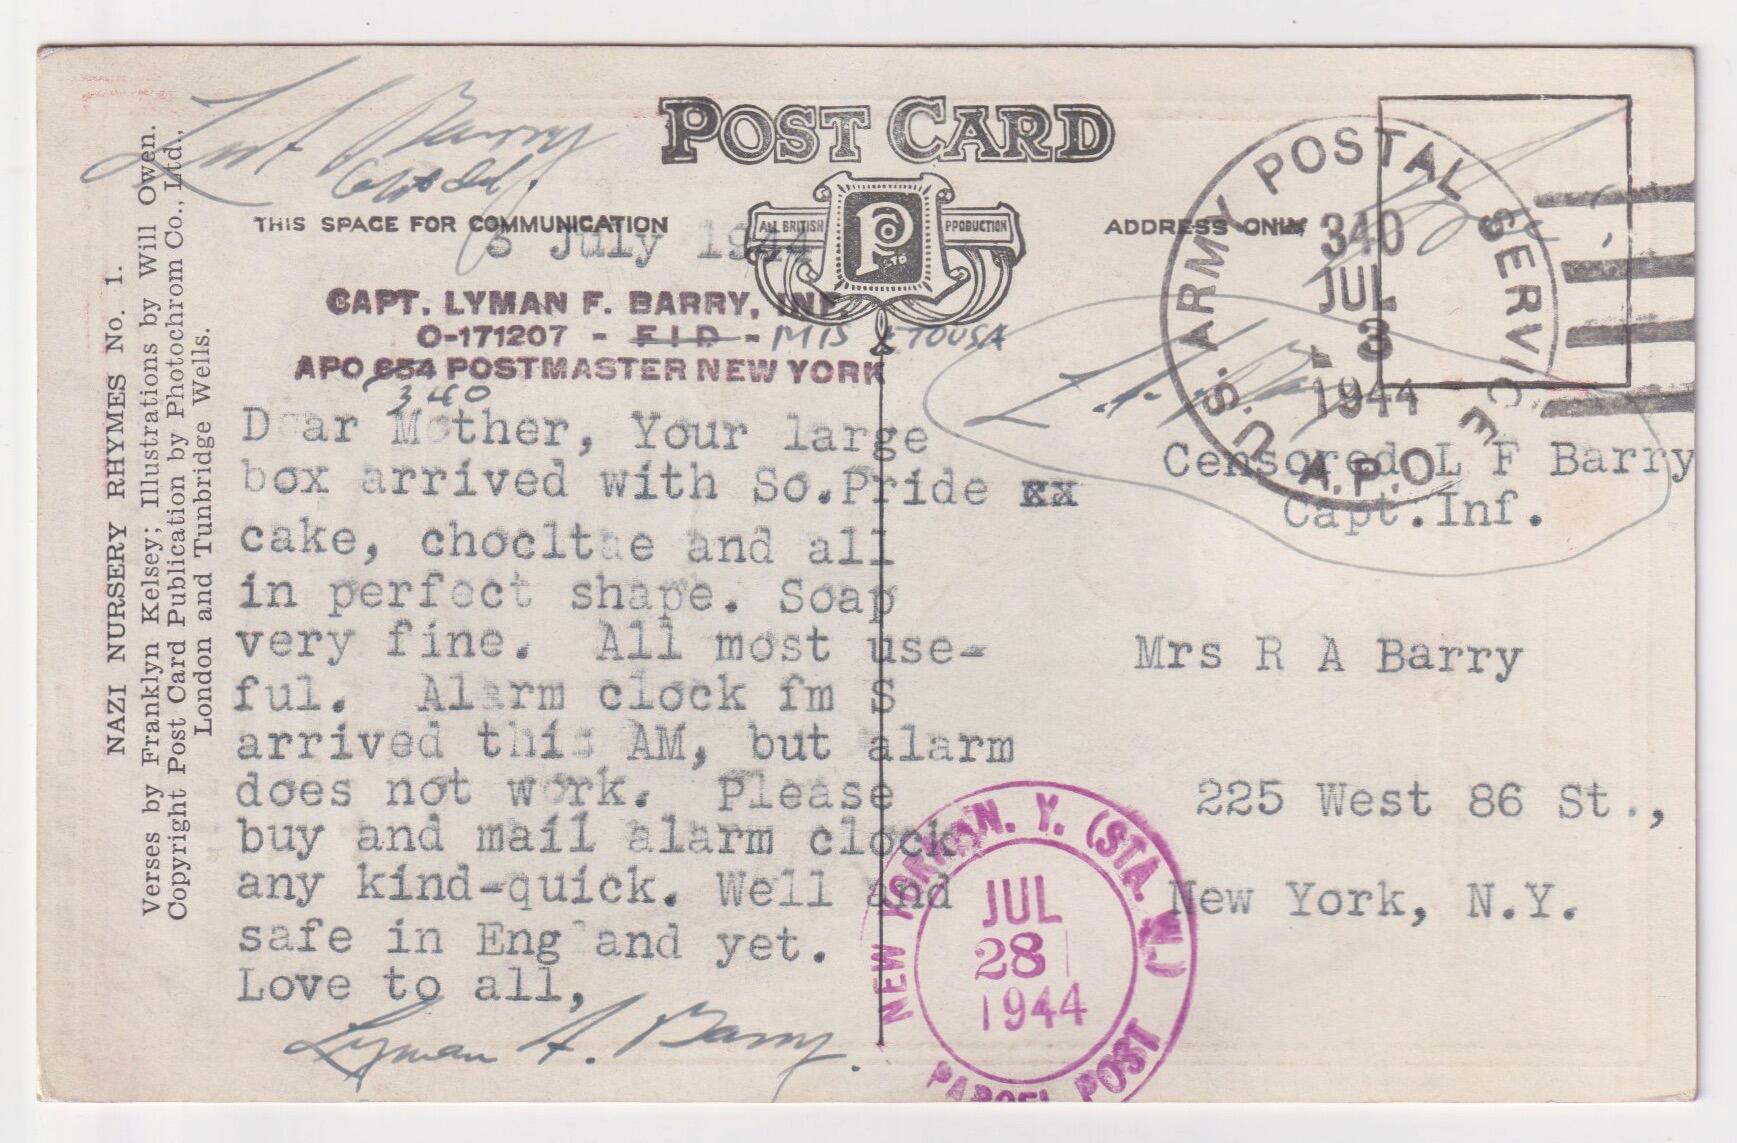 NAZI NURSERY RHYMES No. 1.
Verses by Franklyn Kelsey; Illustrations by Will Owen.
Copyright Post Card Publication by Photochrom Co., Ltd.,
London and Tunbridge Wells.
Barry
POST CARD
ALL BRITISH PRODUCTION
P LTD
THIS SPACE FOR COMMUNICATION
ADDRESS ONLY
July 1944
CAPT. LYMAN F. BARRY, INF.
O-171207 - F I D - MIS ETOUSA
APO 654 POSTMASTER NEW YORK
340
Dear Mother, Your large
box arrived with So.Pride xx
cake, chocltae and all
in perfect shape. Soap
very fine. All most use-
ful. Alarm clock fm S
arrived this AM, but alarm
does not work. Please
buy and mail alarm clock
any kind-quick. Well and
safe in Eng and yet.
Love to all,
Lyman F. Barry.
U.S. ARMY POSTAL SERVICE
A.P.O.
340
JUL
3
1944
Censored L F Barry
Capt.Inf.
Mrs R A Barry
225 West 86 St.,
New York, N.Y.
NEW YORK, N. Y. (STA. W.)
JUL
28
1944
PARCEL POST